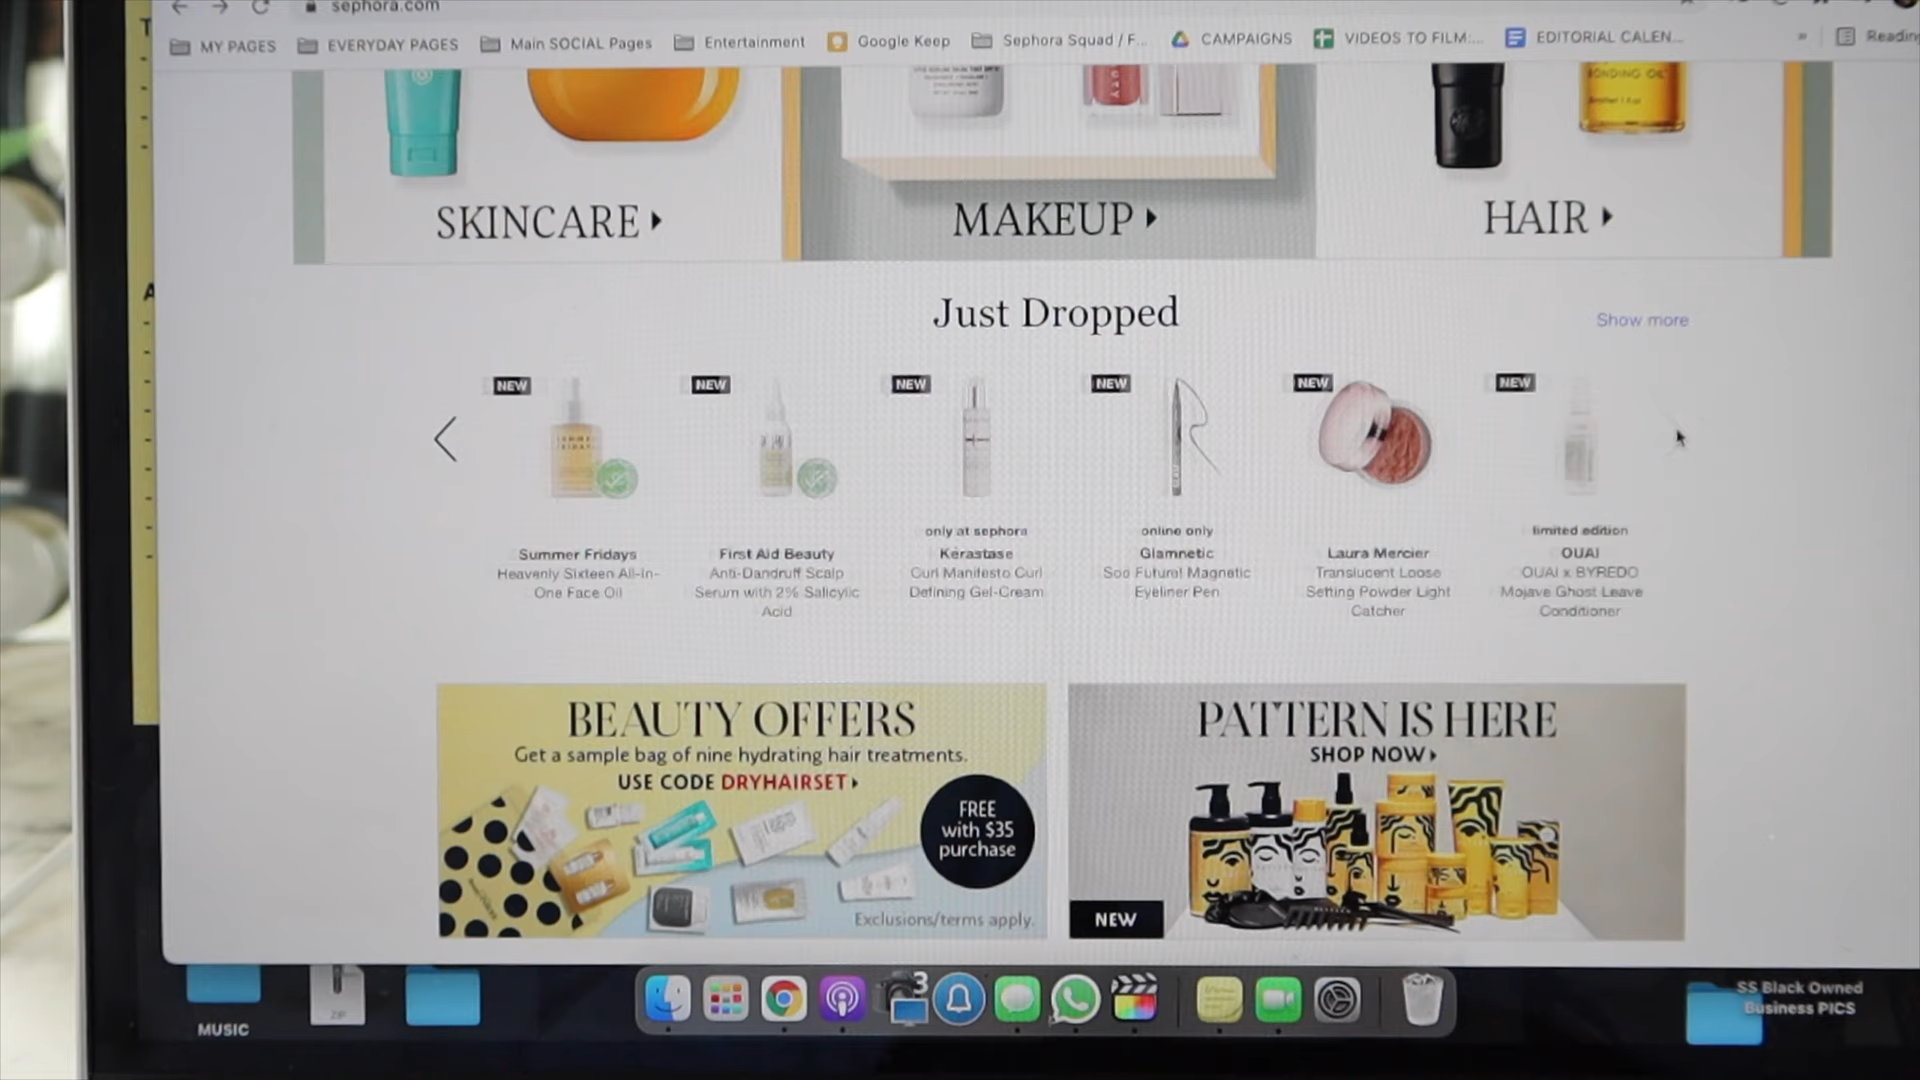 sephora.com
MY PAGES
EVERYDAY PAGES
Main SOCIAL Pages
Entertainment
Google Keep
Sephora Squad / F...
CAMPAIGNS
VIDEOS TO FILM:...
EDITORIAL CALEN...
»
Reading
BONDING OIL
SKINCARE
MAKEUP
HAIR
Just Dropped
Show more
NEW
NEW
NEW
NEW
NEW
NEW
Summer Fridays
Heavenly Sixteen All-In-
One Face Oil
First Aid Beauty
Anti-Dandruff Scalp
Serum with 2% Salicylic
Acid
only at sephora
Kérastase
Curl Manifesto Curl
Defining Gel-Cream
online only
Glamnetic
Soo Future! Magnetic
Eyeliner Pen
Laura Mercier
Translucent Loose
Setting Powder Light
Catcher
limited edition
OUAI
OUAI x BYREDO
Mojave Ghost Leave
Conditioner
BEAUTY OFFERS
Get a sample bag of nine hydrating hair treatments.
USE CODE DRYHAIRSET
FREE
with $35
purchase
Exclusions/terms apply.
PATTERN IS HERE
SHOP NOW
NEW
MUSIC
ZIP
3
SS Black Owned
Business PICS